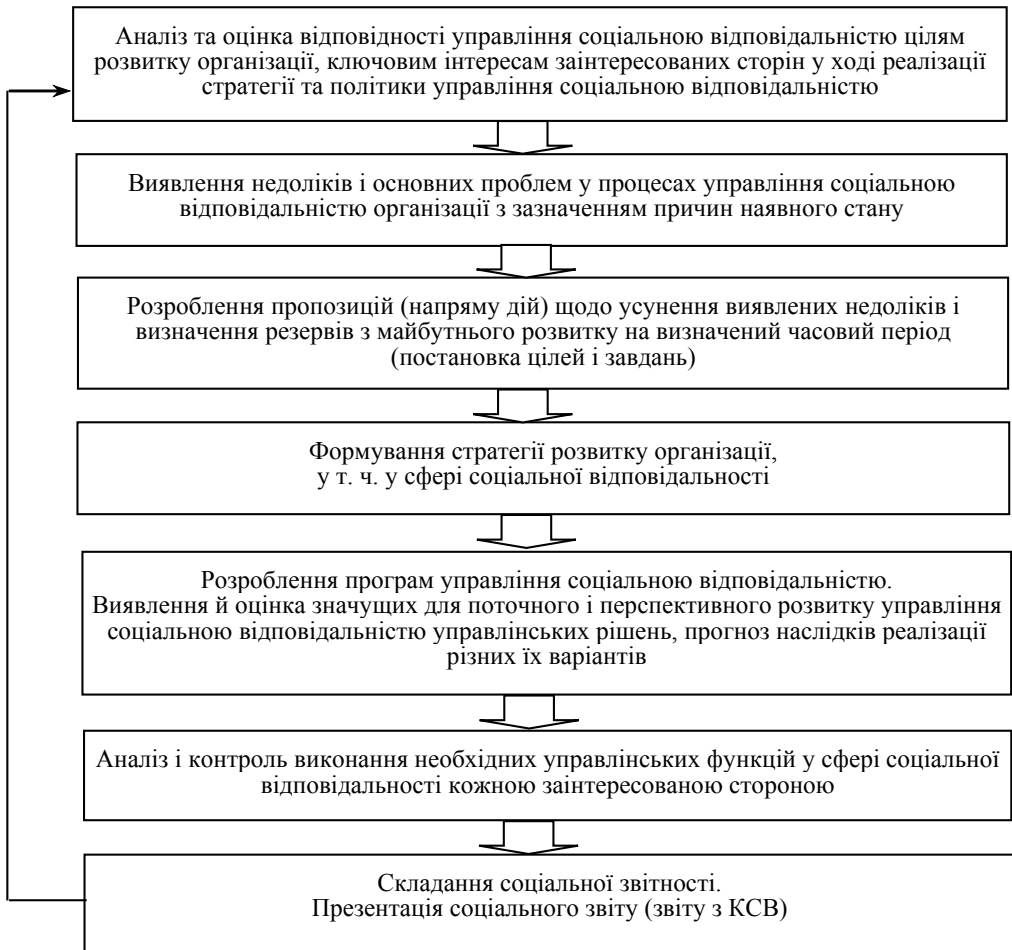 Аналіз та оцінка відповідності управління соціальною відповідальністю цілям
розвитку організації, ключовим інтересам заінтересованих сторін у ході реалізації
стратегії та політики управління соціальною відповідальністю
Виявлення недоліків і основних проблем у процесах управління соціальною
відповідальністю організації з зазначенням причин наявного стану
Розроблення пропозицій (напряму дій) щодо усунення виявлених недоліків і
визначення резервів з майбутнього розвитку на визначений часовий період
(постановка цілей і завдань)
Формування стратегії розвитку організації,
у т. ч. у сфері соціальної відповідальності
Розроблення програм управління соціальною відповідальністю.
Виявлення й оцінка значущих для поточного і перспективного розвитку управління
соціальною відповідальністю управлінських рішень, прогноз наслідків реалізації
різних їх варіантів
Аналіз і контроль виконання необхідних управлінських функцій у сфері соціальної
відповідальності кожною заінтересованою стороною
Складання соціальної звітності.
Презентація соціального звіту (звіту з КСВ)